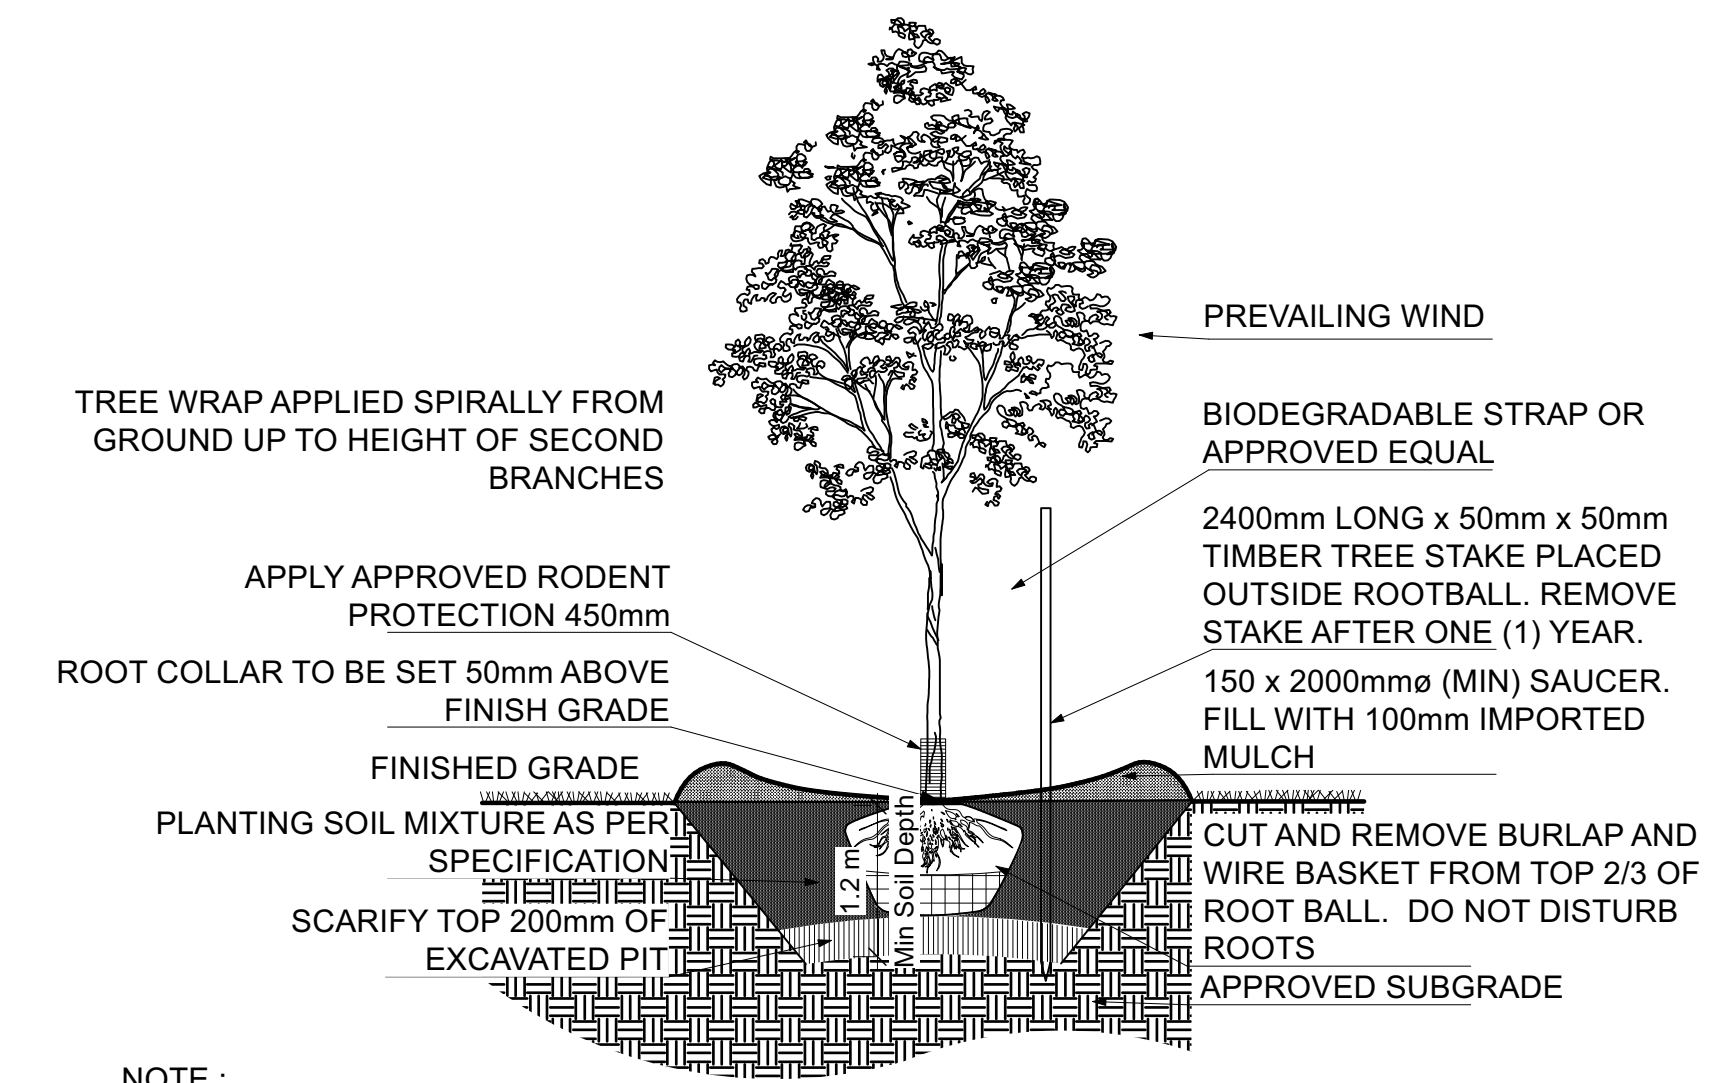 PREVAILING WIND
TREE WRAP APPLIED SPIRALLY FROM
GROUND UP TO HEIGHT OF SECOND
BRANCHES
BIODEGRADABLE STRAP OR
APPROVED EQUAL
2400mm LONG x 50mm x 50mm
TIMBER TREE STAKE PLACED
OUTSIDE ROOTBALL. REMOVE
STAKE AFTER ONE (1) YEAR.
APPLY APPROVED RODENT
PROTECTION 450mm
ROOT COLLAR TO BE SET 50mm ABOVE
FINISH GRADE
150 x 2000mmø (MIN) SAUCER.
FILL WITH 100mm IMPORTED
MULCH
FINISHED GRADE
PLANTING SOIL MIXTURE AS PER
SPECIFICATION
SCARIFY TOP 200mm OF
EXCAVATED PIT
1.2 m
Min Soil Depth
CUT AND REMOVE BURLAP AND
WIRE BASKET FROM TOP 2/3 OF
ROOT BALL. DO NOT DISTURB
ROOTS
APPROVED SUBGRADE
NOTE :